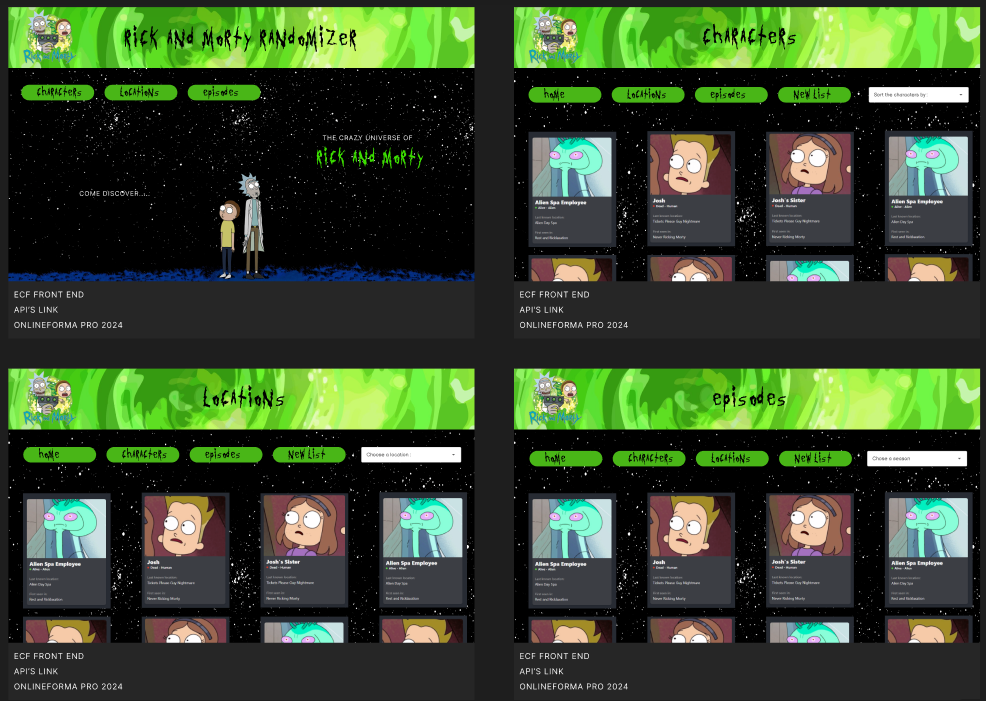 Rick and Morty
Rick and Morty Randomizer
Characters
Locations
episodes
THE CRAZY UNIVERSE OF
Rick and Morty
COME DISCOVER...
ECF FRONT END
API'S LINK
ONLINEFORMA PRO 2024
Rick and Morty
Characters
home
Locations
episodes
New List
Sort the characters by :
Alien Spa Employee
Alive - Alien
Last known location:
Alien Day Spa
First seen in:
Rest and Ricklaxation
Josh
Dead - Human
Last known location:
Tickets Please Guy Nightmare
First seen in:
Never Ricking Morty
Josh's Sister
Dead - Human
Last known location:
Tickets Please Guy Nightmare
First seen in:
Never Ricking Morty
Alien Spa Employee
Alive - Alien
Last known location:
Alien Day Spa
First seen in:
Rest and Ricklaxation
ECF FRONT END
API'S LINK
ONLINEFORMA PRO 2024
Rick and Morty
Locations
home
Characters
episodes
New List
Choose a location :
Alien Spa Employee
Alive - Alien
Last known location:
Alien Day Spa
First seen in:
Rest and Ricklaxation
Josh
Dead - Human
Last known location:
Tickets Please Guy Nightmare
First seen in:
Never Ricking Morty
Josh's Sister
Dead - Human
Last known location:
Tickets Please Guy Nightmare
First seen in:
Never Ricking Morty
Alien Spa Employee
Alive - Alien
Last known location:
Alien Day Spa
First seen in:
Rest and Ricklaxation
ECF FRONT END
API'S LINK
ONLINEFORMA PRO 2024
Rick and Morty
episodes
home
Characters
Locations
New List
Alien Spa Employee
Alive - Alien
Last known location:
Alien Day Spa
First seen in:
Rest and Ricklaxation
Josh
Dead - Human
Last known location:
Tickets Please Guy Nightmare
First seen in:
Never Ricking Morty
Josh's Sister
Dead - Human
Last known location:
Tickets Please Guy Nightmare
First seen in:
Never Ricking Morty
Alien Spa Employee
Alive - Alien
Last known location:
Alien Day Spa
First seen in:
Rest and Ricklaxation
ECF FRONT END
API'S LINK
ONLINEFORMA PRO 2024